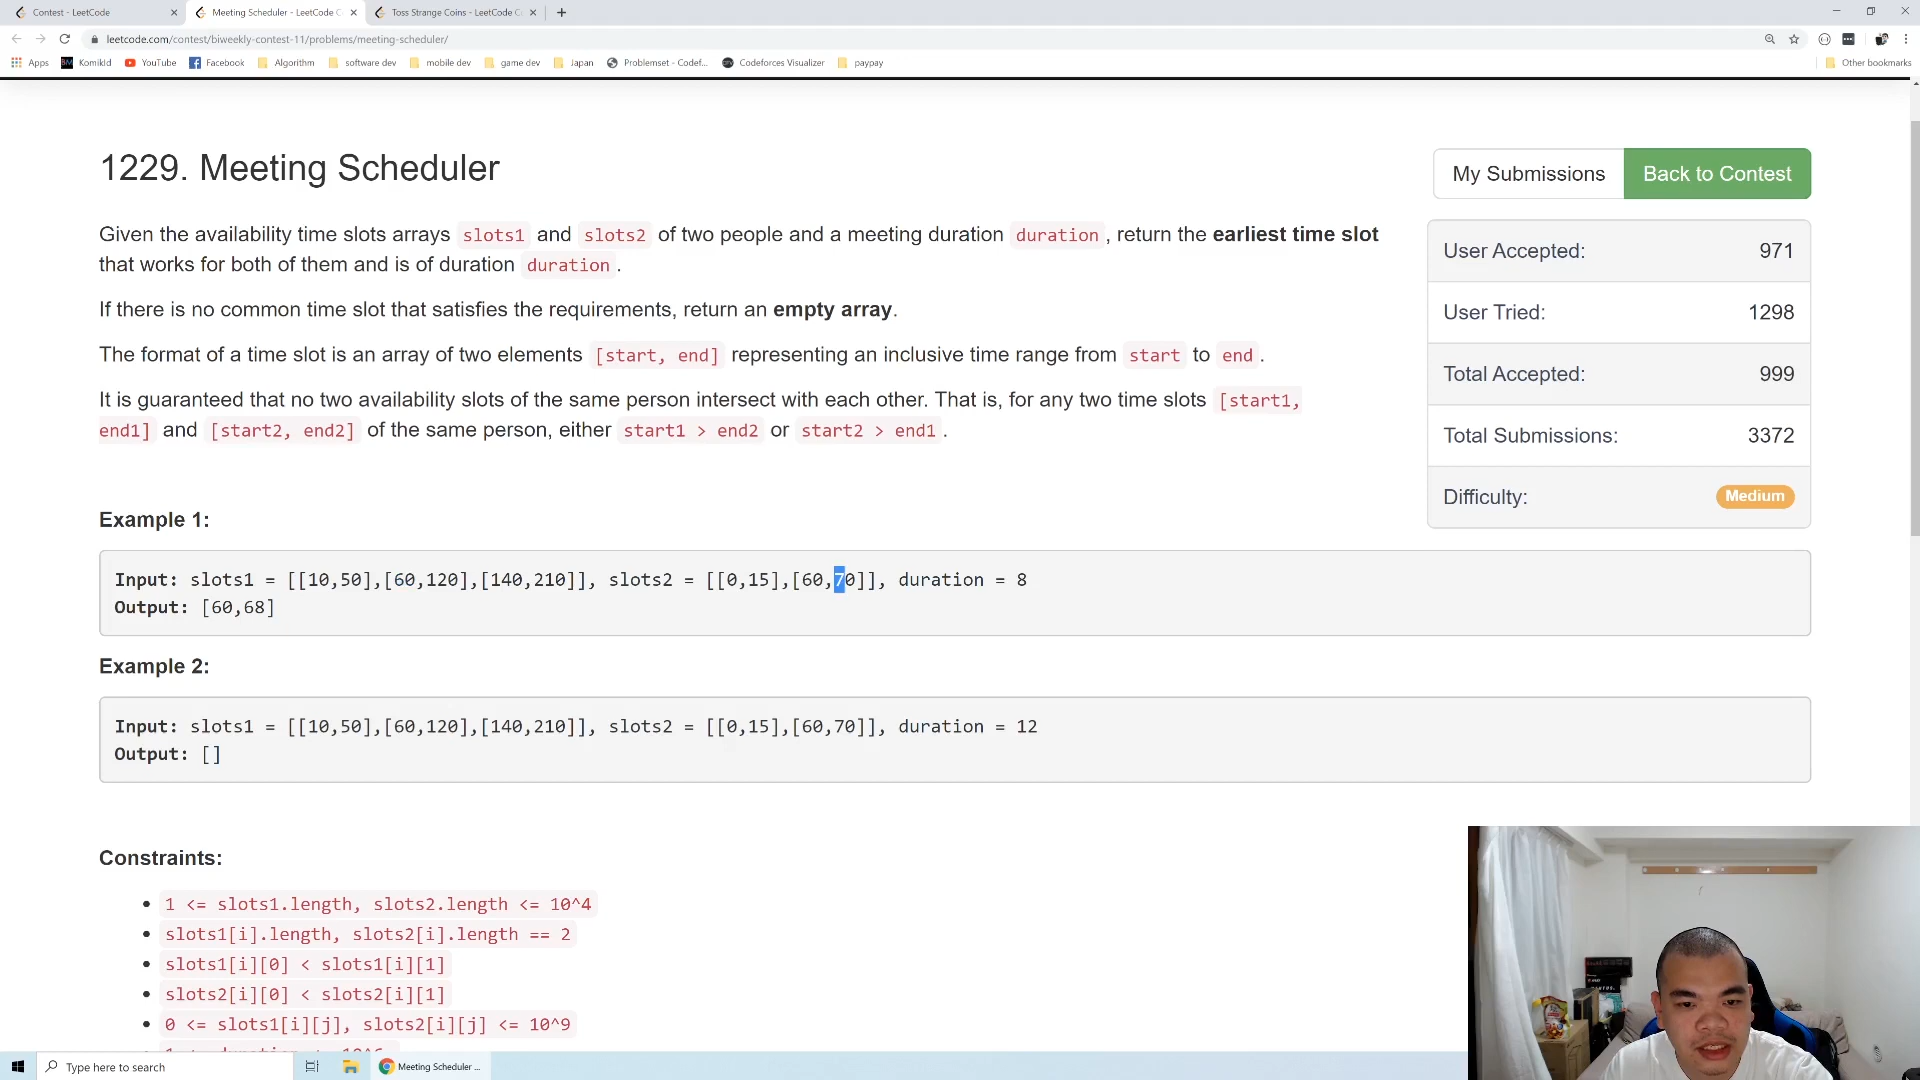 Contest - LeetCode
Meeting Scheduler - LeetCode C
Toss Strange Coins - LeetCode C
leetcode.com/contest/biweekly-contest-11/problems/meeting-scheduler/
Apps
Komikid
YouTube
Facebook
Algorithm
software dev
mobile dev
game dev
Japan
Problemset - Codef...
Codeforces Visualizer
paypay
Other bookmarks
1229. Meeting Scheduler
My Submissions
Back to Contest
Given the availability time slots arrays slots1 and slots2 of two people and a meeting duration duration, return the earliest time slot
that works for both of them and is of duration duration.
If there is no common time slot that satisfies the requirements, return an empty array.
The format of a time slot is an array of two elements [start, end] representing an inclusive time range from start to end.
It is guaranteed that no two availability slots of the same person intersect with each other. That is, for any two time slots [start1,
end1] and [start2, end2] of the same person, either start1 > end2 or start2 > end1.
User Accepted: 971
User Tried: 1298
Total Accepted: 999
Total Submissions: 3372
Difficulty: Medium
Example 1:
Input: slots1 = [[10,50],[60,120],[140,210]], slots2 = [[0,15],[60,70]], duration = 8
Output: [60,68]
Example 2:
Input: slots1 = [[10,50],[60,120],[140,210]], slots2 = [[0,15],[60,70]], duration = 12
Output: []
Constraints:
1 <= slots1.length, slots2.length <= 10^4
slots1[i].length, slots2[i].length == 2
slots1[i][0] < slots1[i][1]
slots2[i][0] < slots2[i][1]
0 <= slots1[i][j], slots2[i][j] <= 10^9
Type here to search
Meeting Scheduler ...